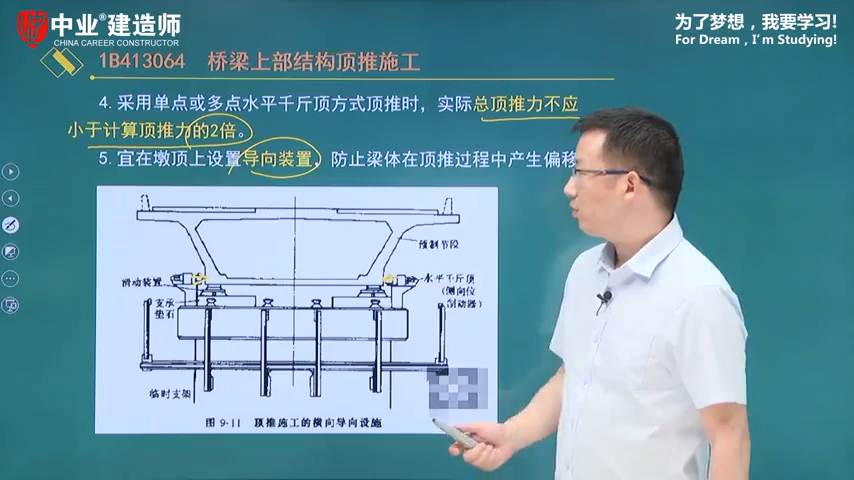 中业®建造师
CHINA CAREER CONSTRUCTOR
为了梦想，我要学习!
For Dream , I'm Studying!
1B413064 桥梁上部结构顶推施工
4. 采用单点或多点水平千斤顶方式顶推时，实际总顶推力不应
小于计算顶推力的2倍。
5. 宜在墩顶上设置导向装置，防止梁体在顶推过程中产生偏移
预制节段
滑动装置
水平千斤顶
(侧向位
制动器)
支承
垫石
临时支架
图 9-11 顶推施工的横向导向设施